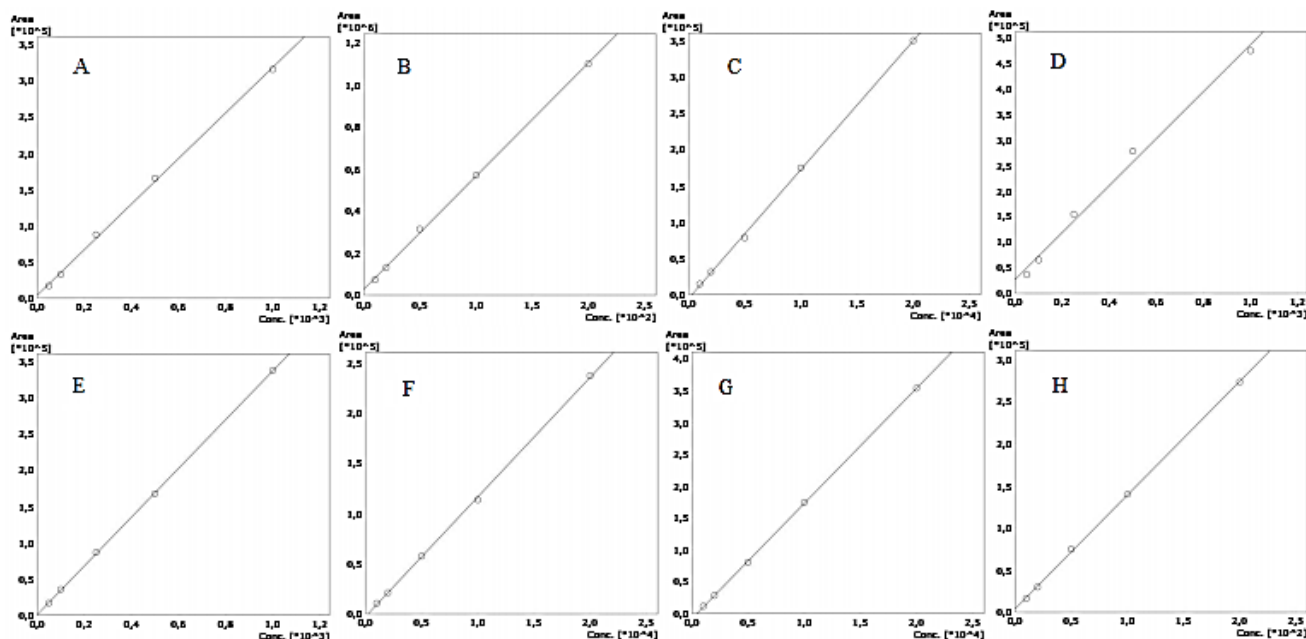 Area
[*10^5]
3,5
A
3,0
2,5
2,0
1,5
1,0
0,5
0,0
0,0 0,2 0,4 0,6 0,8 1,0 1,2
Conc. [*10^3]
Area
[*10^6]
1,2
B
1,0
0,8
0,6
0,4
0,2
0,0
0,0 0,5 1,0 1,5 2,0 2,5
Conc. [*10^2]
Area
[*10^5]
3,5
C
3,0
2,5
2,0
1,5
1,0
0,5
0,0
0,0 0,5 1,0 1,5 2,0 2,5
Conc. [*10^4]
Area
[*10^5]
5,0
4,5
D
4,0
3,5
3,0
2,5
2,0
1,5
1,0
0,5
0,0
0,0 0,2 0,4 0,6 0,8 1,0 1,2
Conc. [*10^3]
Area
[*10^5]
3,5
E
3,0
2,5
2,0
1,5
1,0
0,5
0,0
0,0 0,2 0,4 0,6 0,8 1,0 1,2
Conc. [*10^3]
Area
[*10^5]
2,5
F
2,0
1,5
1,0
0,5
0,0
0,0 0,5 1,0 1,5 2,0 2,5
Conc. [*10^4]
Area
[*10^5]
4,0
G
3,5
3,0
2,5
2,0
1,5
1,0
0,5
0,0
0,0 0,5 1,0 1,5 2,0 2,5
Conc. [*10^4]
Area
[*10^5]
3,0
H
2,5
2,0
1,5
1,0
0,5
0,0
0,0 0,5 1,0 1,5 2,0 2,5
Conc. [*10^2]